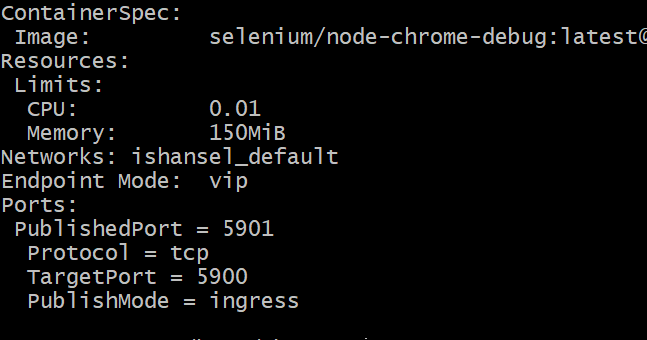 ContainerSpec:
Image: selenium/node-chrome-debug:latest@
Resources:
Limits:
CPU: 0.01
Memory: 150MiB
Networks: ishansel_default
Endpoint Mode: vip
Ports:
PublishedPort = 5901
Protocol = tcp
TargetPort = 5900
PublishMode = ingress